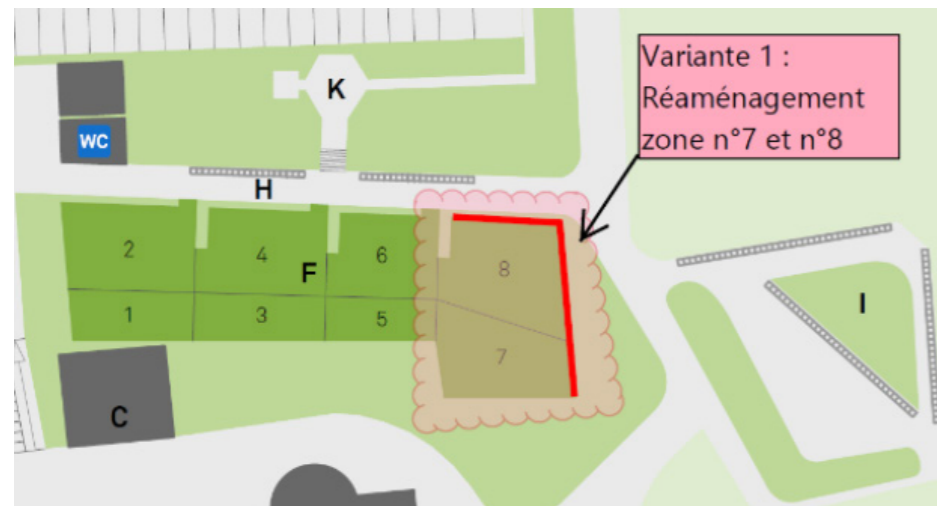 Variante 1 :
Réaménagement
zone n°7 et n°8
K
WC
H
2
4
6
8
F
1
3
5
7
I
C